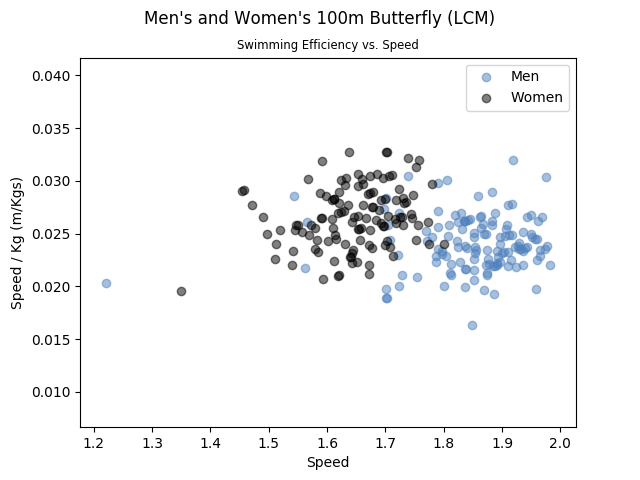 Men's and Women's 100m Butterfly (LCM)
Swimming Efficiency vs. Speed
Men
Women
0.040
0.035
0.030
0.025
0.020
0.015
0.010
Speed / Kg (m/Kgs)
1.2 1.3 1.4 1.5 1.6 1.7 1.8 1.9 2.0
Speed